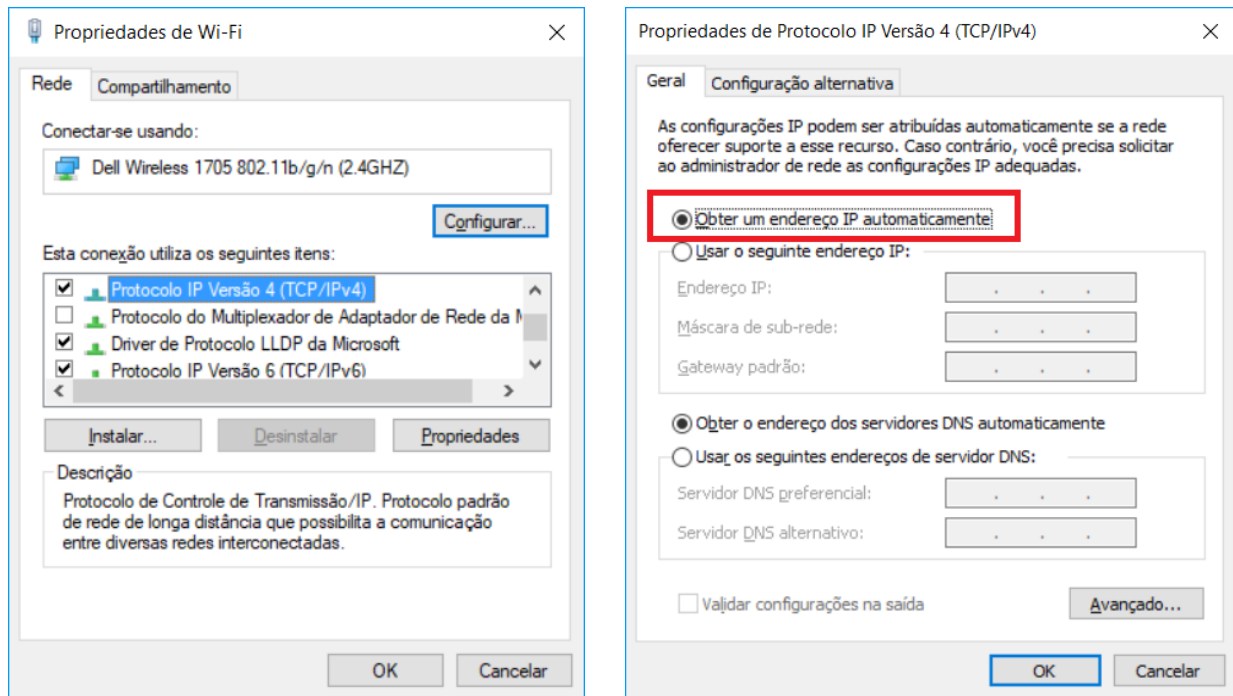 Propriedades de Wi-Fi
Rede
Compartilhamento
Conectar-se usando:
Dell Wireless 1705 802.11b/g/n (2.4GHZ)
Configurar...
Esta conexão utiliza os seguintes itens:
Protocolo IP Versão 4 (TCP/IPv4)
Protocolo do Multiplexador de Adaptador de Rede da
Driver de Protocolo LLDP da Microsoft
Protocolo IP Versão 6 (TCP/IPv6)
Instalar...
Desinstalar
Propriedades
Descrição
Protocolo de Controle de Transmissão/IP. Protocolo padrão
de rede de longa distância que possibilita a comunicação
entre diversas redes interconectadas.
OK
Cancelar
Propriedades de Protocolo IP Versão 4 (TCP/IPv4)
Geral
Configuração alternativa
As configurações IP podem ser atribuídas automaticamente se a rede
oferecer suporte a esse recurso. Caso contrário, você precisa solicitar
ao administrador de rede as configurações IP adequadas.
Obter um endereço IP automaticamente
Usar o seguinte endereço IP:
Endereço IP:
Máscara de sub-rede:
Gateway padrão:
Obter o endereço dos servidores DNS automaticamente
Usar os seguintes endereços de servidor DNS:
Servidor DNS preferencial:
Servidor DNS alternativo:
Validar configurações na saída
Avançado...
OK
Cancelar